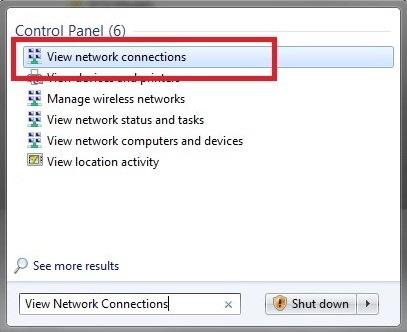 Control Panel (6)
View network connections
View devices and printers
Manage wireless networks
View network status and tasks
View network computers and devices
View location activity
See more results
View Network Connections
Shut down